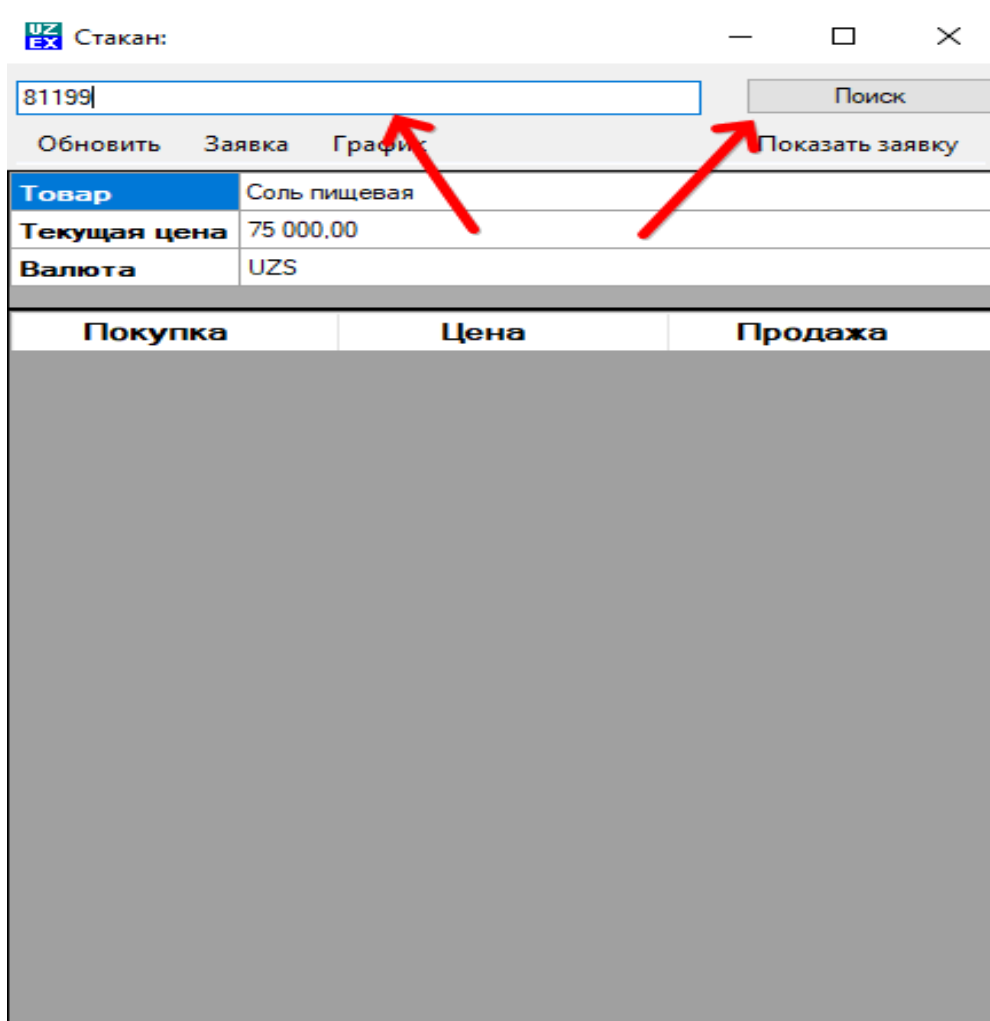 UZ EX Стакан:
81199 Поиск
Обновить Заявка График Показать заявку
Товар Соль пищевая
Текущая цена 75 000,00
Валюта UZS
Покупка Цена Продажа